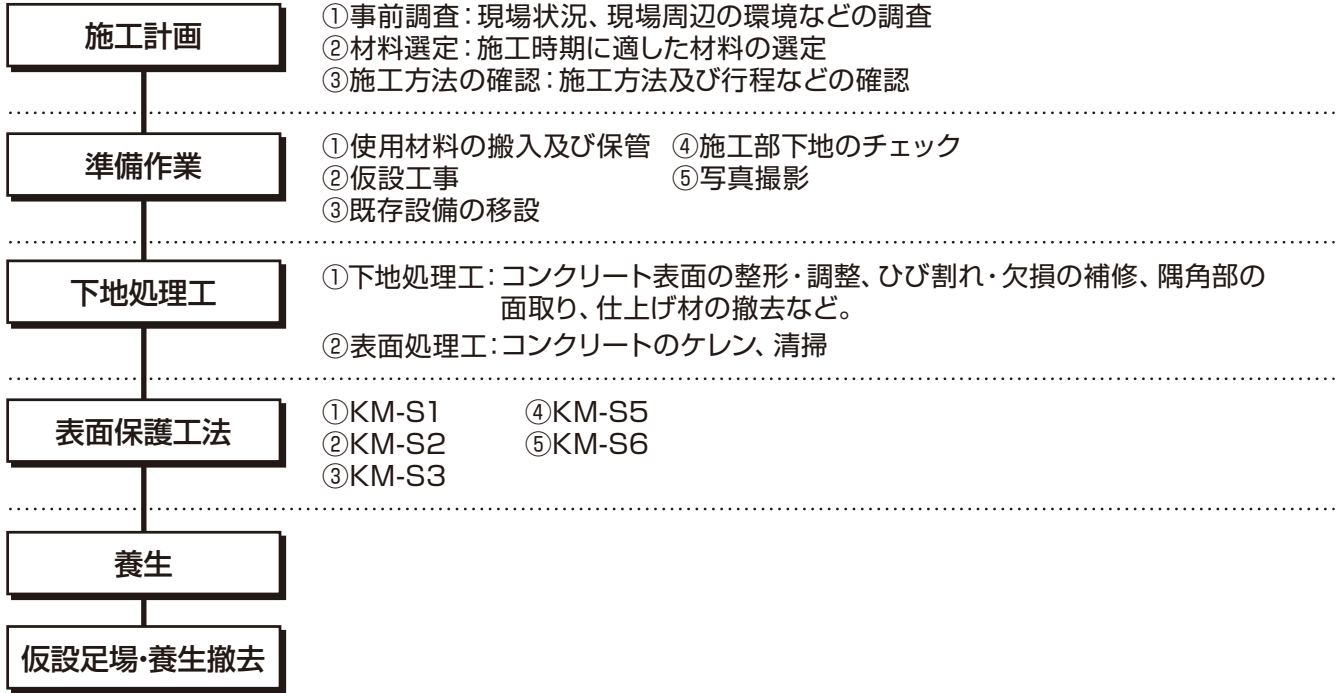 施工計画
①事前調査：現場状況、現場周辺の環境などの調査
②材料選定：施工時期に適した材料の選定
③施工方法の確認：施工方法及び行程などの確認
準備作業
①使用材料の搬入及び保管
②仮設工事
③既存設備の移設
④施工部下地のチェック
⑤写真撮影
下地処理工
①下地処理工：コンクリート表面の整形・調整、ひび割れ・欠損の補修、隅角部の
面取り、仕上げ材の撤去など。
②表面処理工：コンクリートのケレン、清掃
表面保護工法
①KM-S1
②KM-S2
③KM-S3
④KM-S5
⑤KM-S6
養生
仮設足場・養生撤去